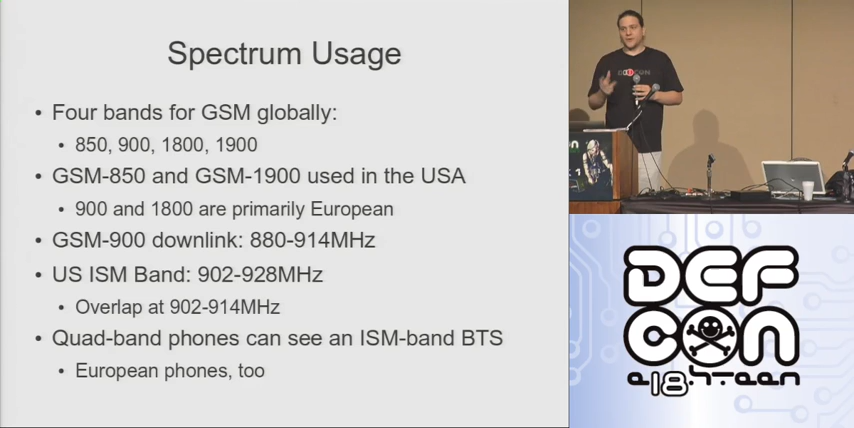 Spectrum Usage
• Four bands for GSM globally:
• 850, 900, 1800, 1900
• GSM-850 and GSM-1900 used in the USA
• 900 and 1800 are primarily European
• GSM-900 downlink: 880-914MHz
• US ISM Band: 902-928MHz
• Overlap at 902-914MHz
• Quad-band phones can see an ISM-band BTS
• European phones, too
DEF
CON